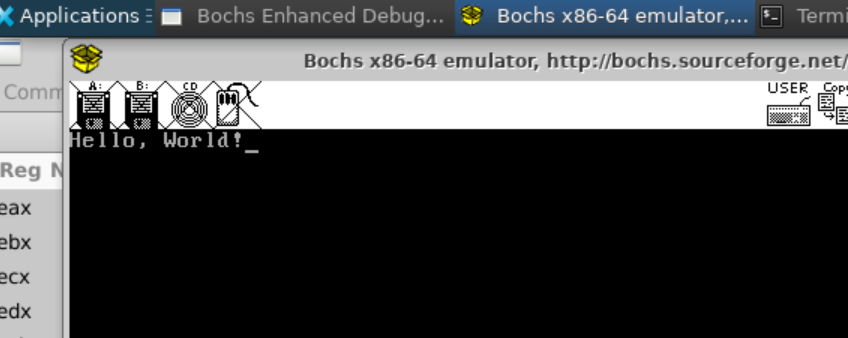 Applications Bochs Enhanced Debug... Bochs x86-64 emulator,... Termi
Bochs x86-64 emulator, http://bochs.sourceforge.net/
Comm
A: B: CD USER Copy
Hello, World!_
Reg N
eax
ebx
ecx
edx